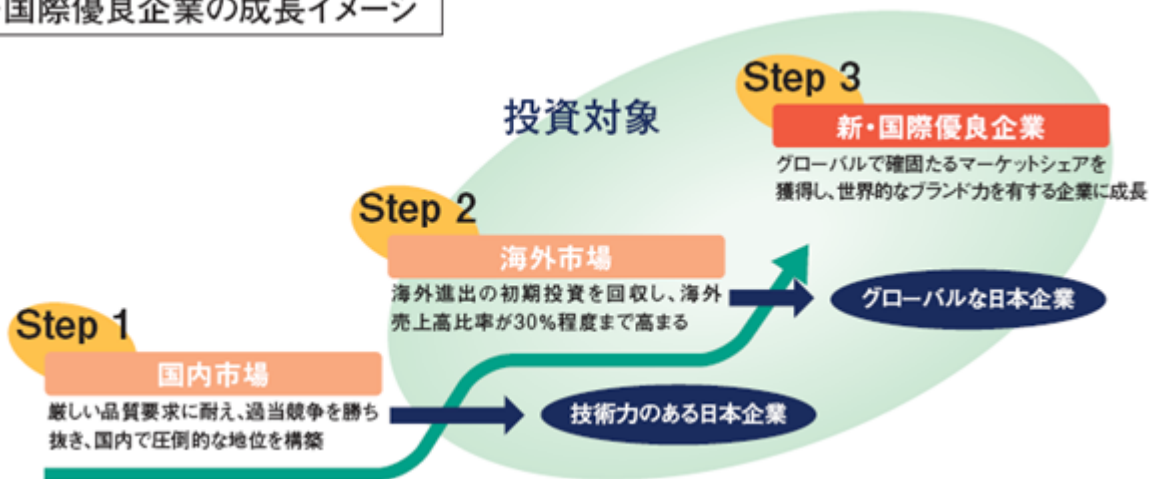 国際優良企業の成長イメージ
投資対象
Step 3
新・国際優良企業
グローバルで確固たるマーケットシェアを
獲得し、世界的なブランド力を有する企業に成長
Step 2
海外市場
海外進出の初期投資を回収し、海外
売上高比率が30%程度まで高まる
グローバルな日本企業
Step 1
国内市場
厳しい品質要求に耐え、過当競争を勝ち
抜き、国内で圧倒的な地位を構築
技術力のある日本企業